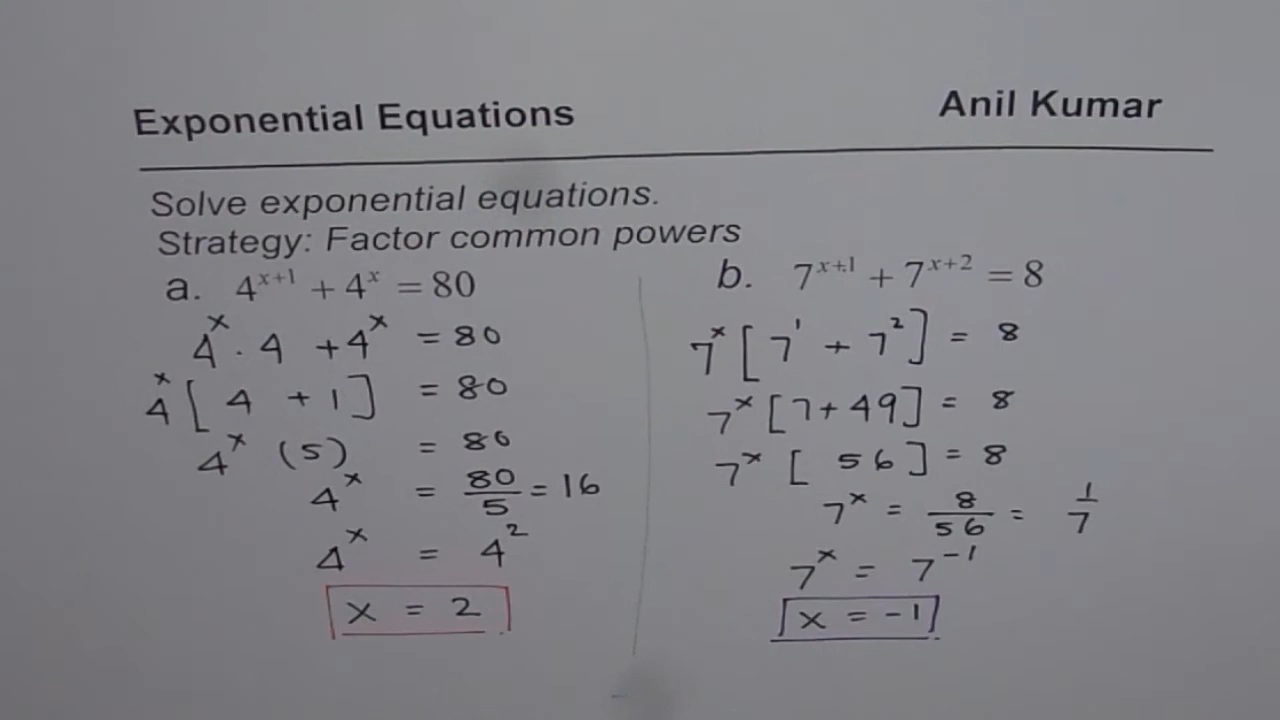 Exponential Equations Anil Kumar
Solve exponential equations.
Strategy: Factor common powers
a. 4^{x+1} + 4^x = 80
4^x · 4 + 4^x = 80
4^x [ 4 + 1 ] = 80
4^x (5) = 80
4^x = 80/5 = 16
4^x = 4^2
x = 2
b. 7^{x+1} + 7^{x+2} = 8
7^x [ 7^1 + 7^2 ] = 8
7^x [ 7 + 49 ] = 8
7^x [ 56 ] = 8
7^x = 8/56 = 1/7
7^x = 7^{-1}
x = -1